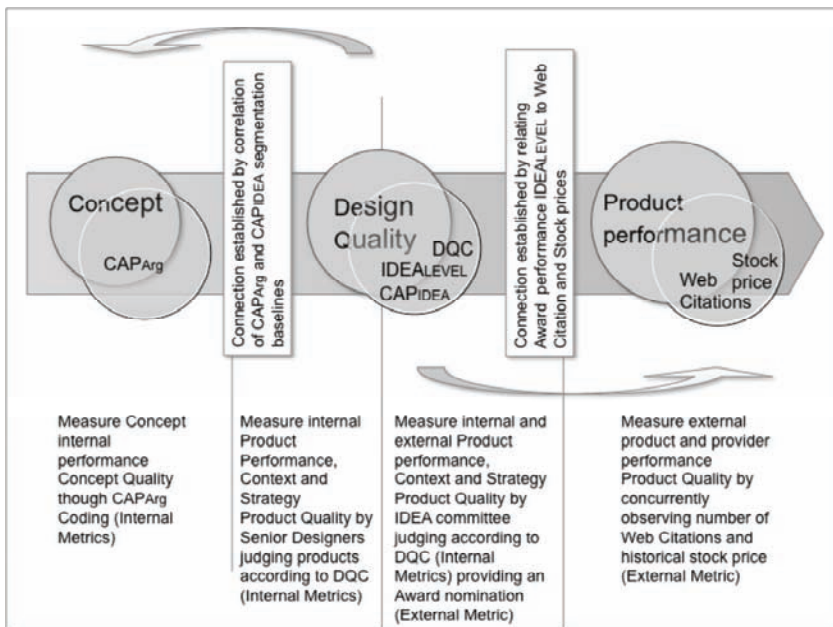 Concept
CAPArg
Connection established by correlation
of CAPArg and CAPIDEA segmentation
baselines
Design
Quality
DQC
IDEALEVEL
CAPIDEA
Connection established by relating
Award performance IDEALEVEL to Web
Citation and Stock prices
Product
performance
Stock
price
Web
Citations
Measure Concept
internal
performance
Concept Quality
though CAPArg
Coding (Internal
Metrics)
Measure internal
Product
Performance,
Context and
Strategy
Product Quality by
Senior Designers
judging products
according to DQC
(Internal Metrics)
Measure internal and
external Product
performance,
Context and Strategy
Product Quality by
IDEA committee
judging according to
DQC (Internal
Metrics) providing an
Award nomination
(External Metric)
Measure external
product and provider
performance
Product Quality by
concurrently
observing number of
Web Citations and
historical stock price
(External Metric)